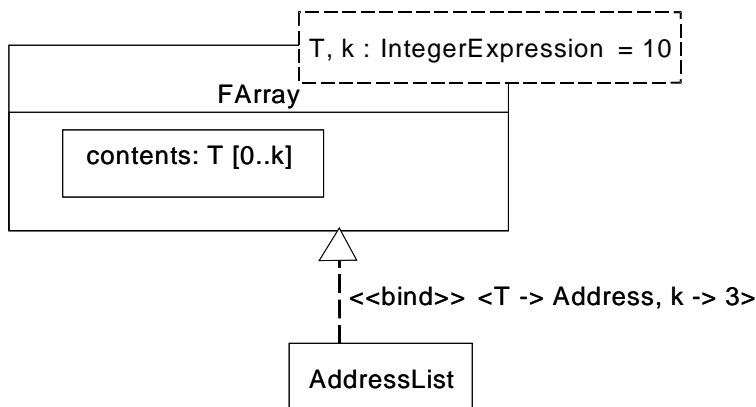 T, k : IntegerExpression = 10
FArray
contents: T [0..k]
<<bind>> <T -> Address, k -> 3>
AddressList